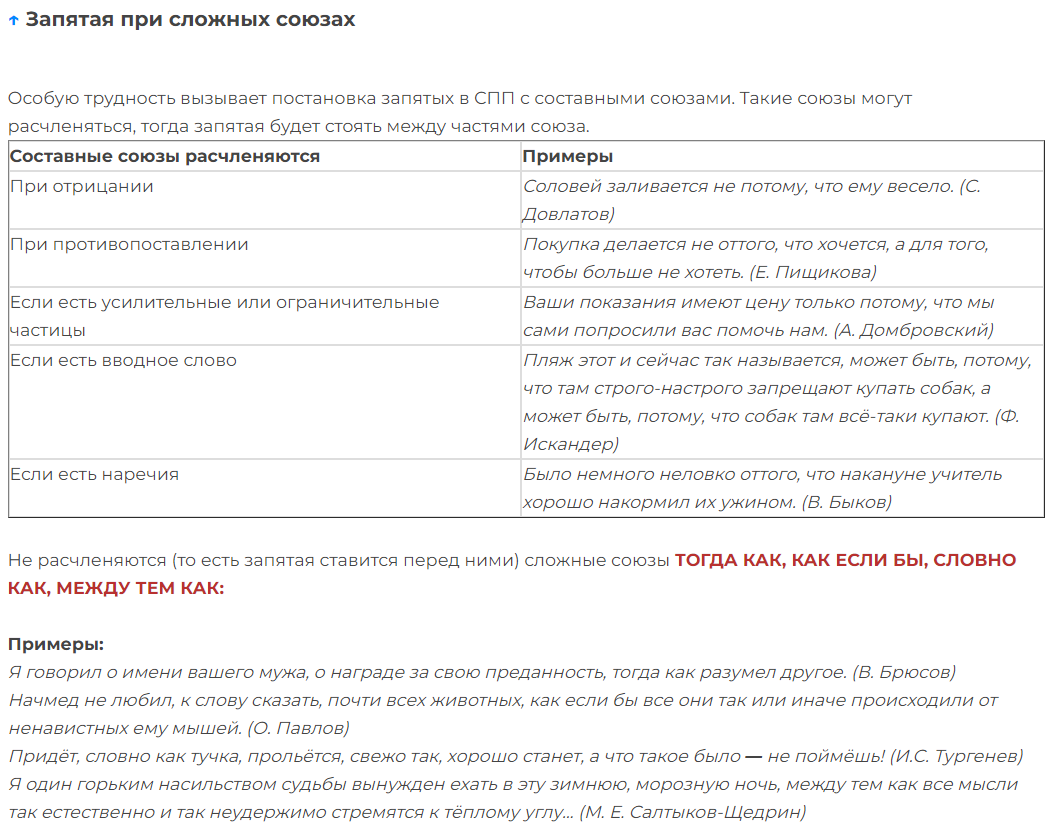 ↑ Запятая при сложных союзах
Особую трудность вызывает постановка запятых в СПП с составными союзами. Такие союзы могут
расчленяться, тогда запятая будет стоять между частями союза.
Составные союзы расчленяются
Примеры
При отрицании
Соловей заливается не потому, что ему весело. (С.
Довлатов)
При противопоставлении
Покупка делается не оттого, что хочется, а для того,
чтобы больше не хотеть. (Е. Пищикова)
Если есть усилительные или ограничительные
частицы
Ваши показания имеют цену только потому, что мы
сами попросили вас помочь нам. (А. Домбровский)
Если есть вводное слово
Пляж этот и сейчас так называется, может быть, потому,
что там строго-настрого запрещают купать собак, а
может быть, потому, что собак там всё-таки купают. (Ф.
Искандер)
Если есть наречия
Было немного неловко оттого, что накануне учитель
хорошо накормил их ужином. (В. Быков)
Не расчленяются (то есть запятая ставится перед ними) сложные союзы ТОГДА КАК, КАК ЕСЛИ БЫ, СЛОВНО
КАК, МЕЖДУ ТЕМ КАК:
Примеры:
Я говорил о имени вашего мужа, о награде за свою преданность, тогда как разумел другое. (В. Брюсов)
Начмед не любил, к слову сказать, почти всех животных, как если бы все они так или иначе происходили от
ненавистных ему мышей. (О. Павлов)
Придёт, словно как тучка, прольётся, свежо так, хорошо станет, а что такое было — не поймёшь! (И.С. Тургенев)
Я один горьким насильством судьбы вынужден ехать в эту зимнюю, морозную ночь, между тем как все мысли
так естественно и так неудержимо стремятся к тёплому углу... (М. Е. Салтыков-Щедрин)